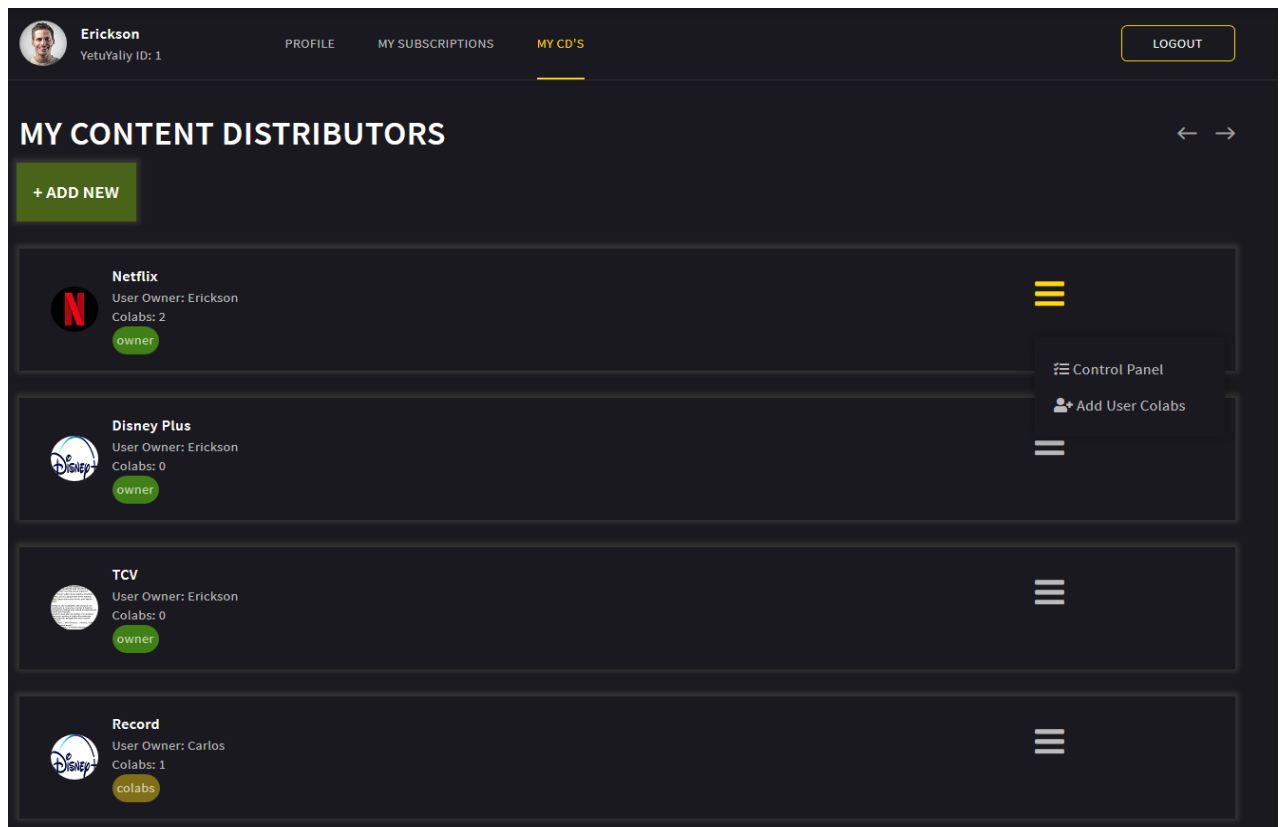 Erickson
YetuYaliy ID: 1
PROFILE
MY SUBSCRIPTIONS
MY CD'S
LOGOUT
MY CONTENT DISTRIBUTORS
+ ADD NEW
N
Netflix
User Owner: Erickson
Colabs: 2
owner
Control Panel
Add User Colabs
Disney+
Disney Plus
User Owner: Erickson
Colabs: 0
owner
TCV
User Owner: Erickson
Colabs: 0
owner
Disney+
Record
User Owner: Carlos
Colabs: 1
colabs